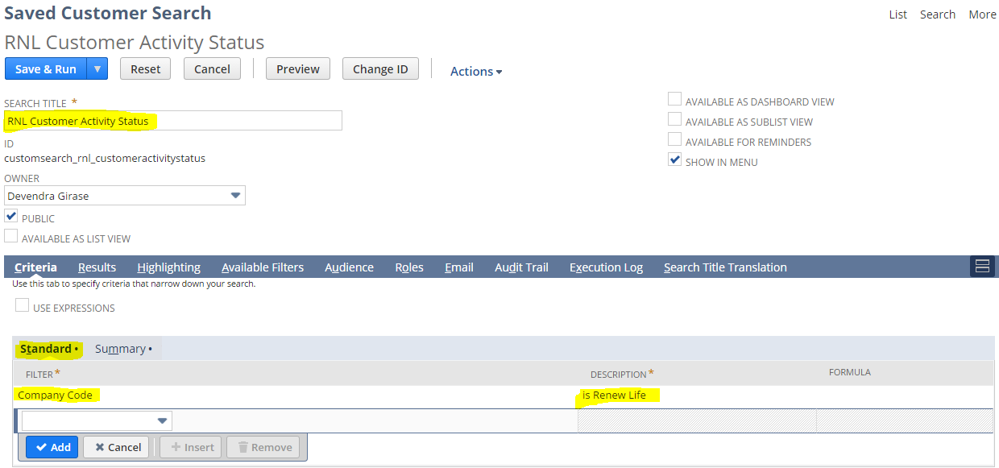 Saved Customer Search
List Search More
RNL Customer Activity Status
Save & Run Reset Cancel Preview Change ID Actions
SEARCH TITLE *
RNL Customer Activity Status
ID
customsearch_rnl_customeractivitystatus
OWNER
Devendra Girase
PUBLIC
AVAILABLE AS LIST VIEW
AVAILABLE AS DASHBOARD VIEW
AVAILABLE AS SUBLIST VIEW
AVAILABLE FOR REMINDERS
SHOW IN MENU
Criteria Results Highlighting Available Filters Audience Roles Email Audit Trail Execution Log Search Title Translation
Use this tab to specify criteria that narrow down your search.
USE EXPRESSIONS
Standard • Summary •
FILTER * DESCRIPTION * FORMULA
Company Code is Renew Life
Add Cancel Insert Remove